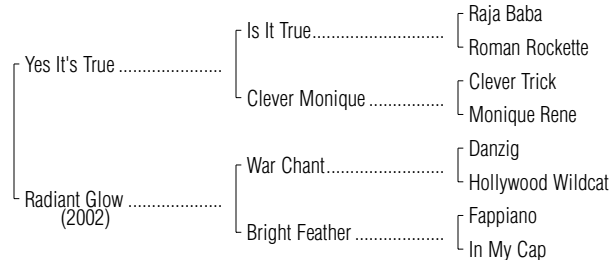 Raja Baba
Is It True
Roman Rockette
Yes It's True
Clever Trick
Clever Monique
Monique Rene
Danzig
War Chant
Hollywood Wildcat
Radiant Glow
(2002)
Fappiano
Bright Feather
In My Cap